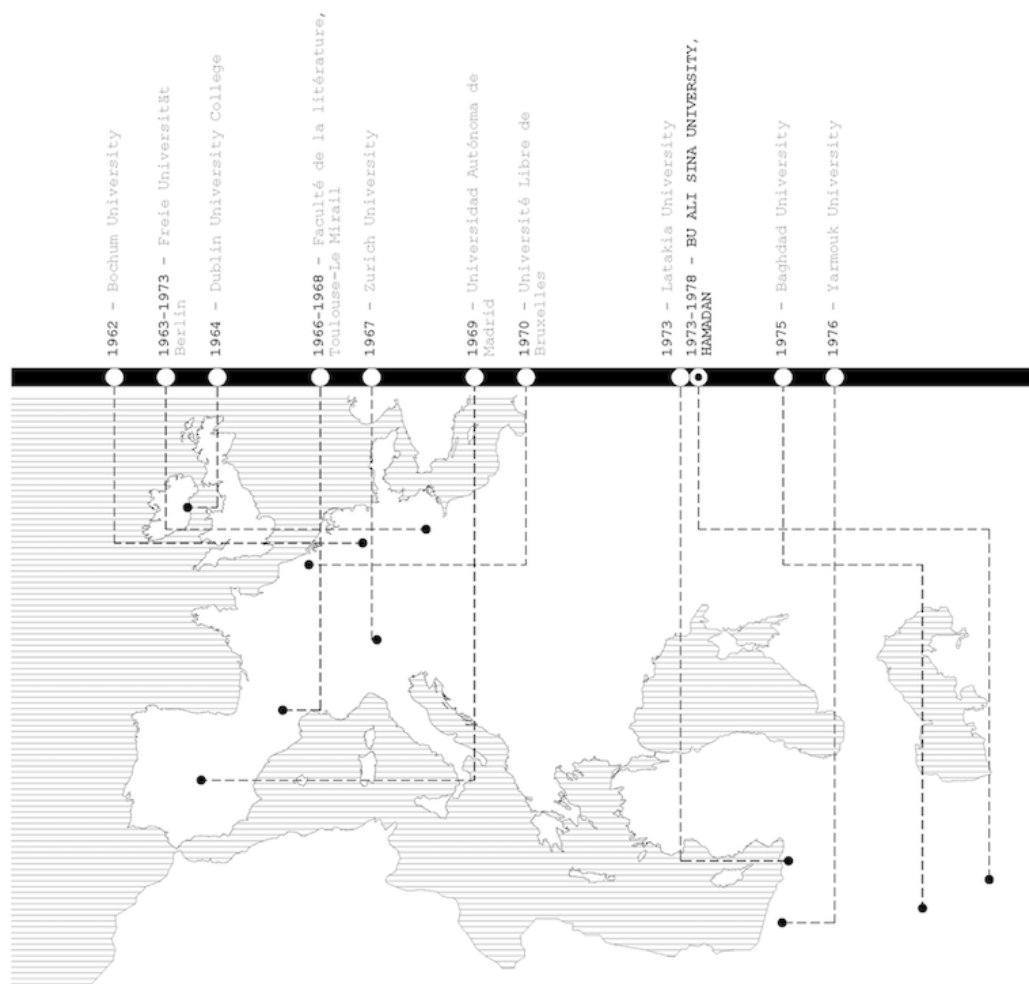 1962 – Bochum University
1963–1973 – Freie Universität
Berlin
1964 – Dublin University College
1966–1968 – Faculté de la litérature,
Toulouse-Le Mirail
1967 – Zurich University
1969 – Universidad Autónoma de
Madrid
1970 – Université Libre de
Bruxelles
1973 – Latakia University
1973–1978 – BU ALI SINA UNIVERSITY,
HAMADAN
1975 – Baghdad University
1976 – Yarmouk University